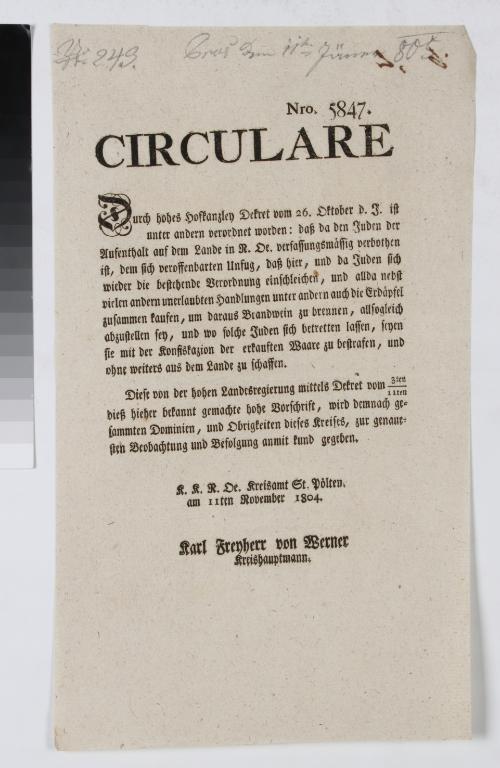 No 243.
den 11ten Jänner 805.
Nro. 5847.
CIRCULARE
Durch hohes Hofkanzley Dekret vom 26. Oktober d. J. ist
unter andern verordnet worden: daß da den Juden der
Aufenthalt auf dem Lande in N. Oe. verfassungsmässig verbothen
ist, dem sich veroffenbarten Unfug, daß hier, und da Juden sich
wieder die bestehende Verordnung einschleichen, und allda nebst
vielen andern unerlaubten Handlungen unter andern auch die Erdäpfel
zusammen kaufen, um daraus Brandwein zu brennen, allsogleich
abzustellen sey, und wo solche Juden sich betretten lassen, seyen
sie mit der Konfiskazion der erkauften Waare zu bestrafen, und
ohne weiters aus dem Lande zu schaffen.
Diese von der hohen Landesregierung mittels Dekret vom 3ten/11ten
dieß hieher bekannt gemachte hohe Vorschrift, wird demnach ge=
sammten Dominien, und Obrigkeiten dieses Kreises, zur genaue=
sten Beobachtung und Befolgung anmit kund gegeben.
K. K. N. Oe. Kreisamt St. Pölten.
am 11ten November 1804.
Karl Freyherr von Werner
Kreishauptmann.